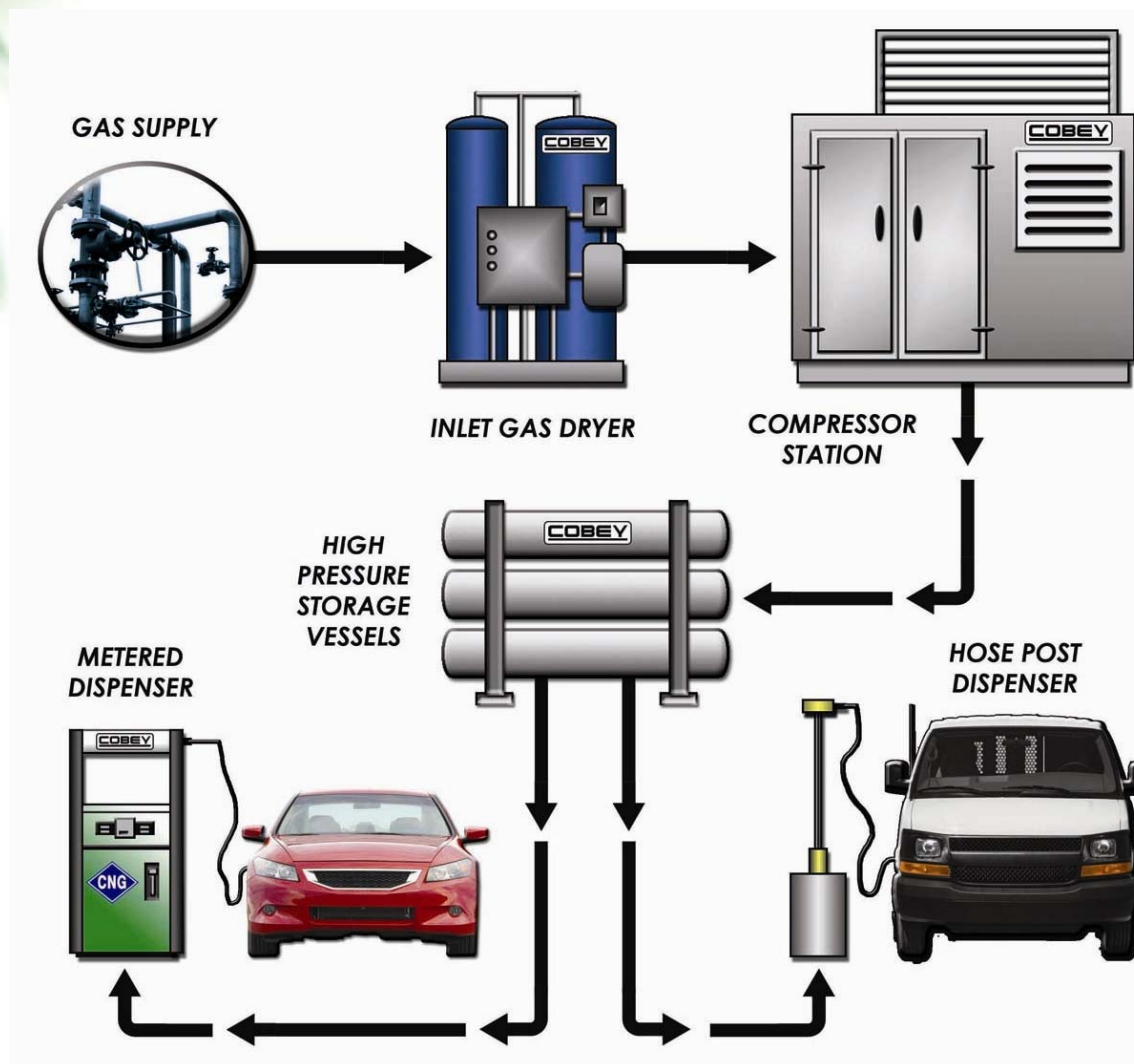 GAS SUPPLY
COBEY
COBEY
INLET GAS DRYER
COMPRESSOR
STATION
HIGH
PRESSURE
STORAGE
VESSELS
COBEY
METERED
DISPENSER
HOSE POST
DISPENSER
COBEY
CNG